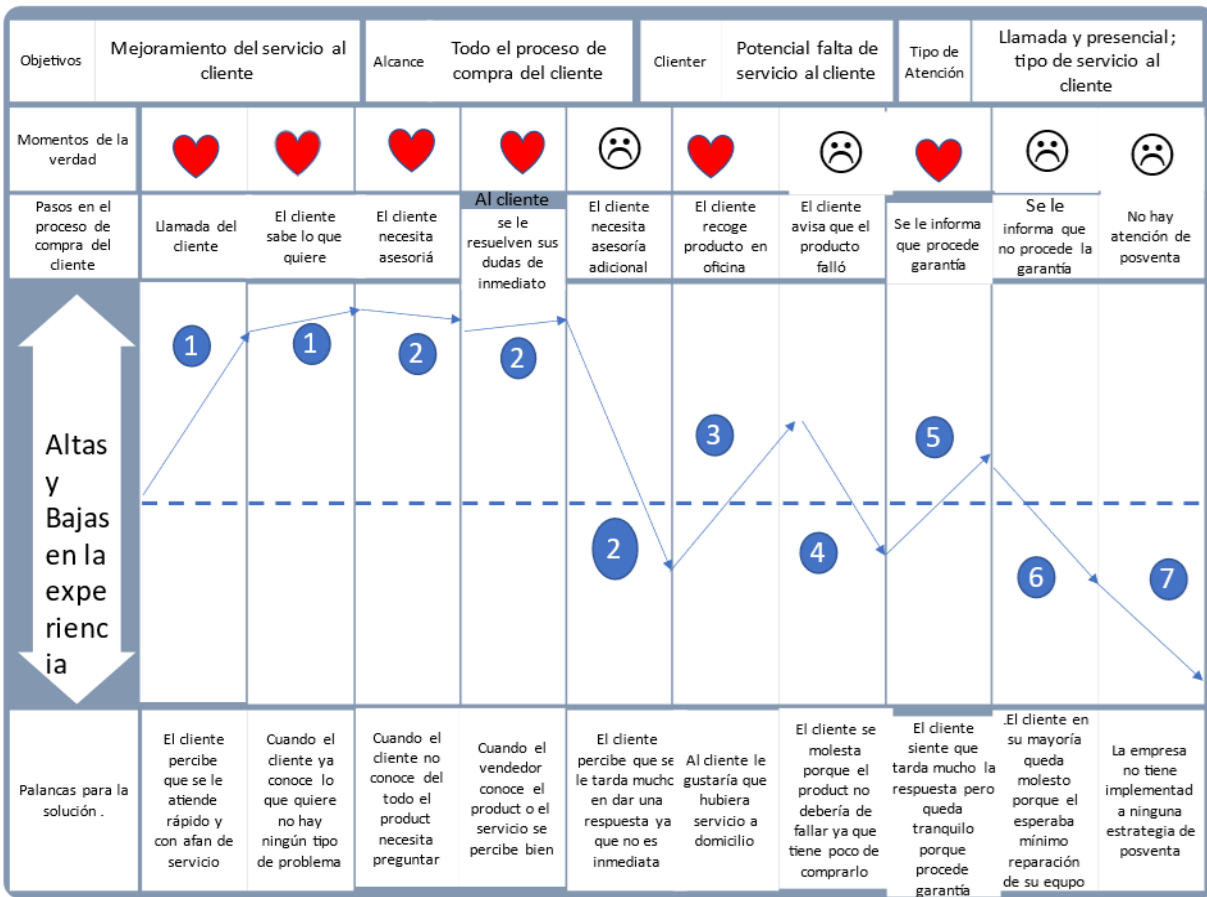 Objetivos
Mejoramiento del servicio al
cliente
Alcance
Todo el proceso de
compra del cliente
Clienter
Potencial falta de
servicio al cliente
Tipo de
Atención
Llamada y presencial;
tipo de servicio al
cliente
Momentos de la
verdad
Pasos en el
proceso de
compra del
cliente
Llamada del
cliente
El cliente
sabe lo que
quiere
El cliente
necesita
asesoriá
Al cliente
se le
resuelven sus
dudas de
inmediato
El cliente
necesita
asesoría
adicional
El cliente
recoge
producto en
oficina
El cliente
avisa que el
producto
falló
Se le informa
que procede
garantía
Se le
informa que
no procede la
garantía
No hay
atención de
posventa
Altas
y
Bajas
en la
expe
rienc
ia
1
1
2
2
2
3
4
5
6
7
Palancas para la
solución .
El cliente
percibe
que se le
atiende
rápido y
con afan de
servicio
Cuando el
cliente ya
conoce lo
que quiere
no hay
ningún tipo
de problema
Cuando el
cliente no
conoce del
todo el
product
necesita
preguntar
Cuando el
vendedor
conoce el
product o el
servicio se
percibe bien
El cliente
percibe que se
le tarda mucho
en dar una
respuesta ya
que no es
inmediata
Al cliente le
gustaría que
hubiera
servicio a
domicilio
El cliente se
molesta
porque el
product no
debería de
fallar ya que
tiene poco de
comprarlo
El cliente
siente que
tarda mucho la
respuesta pero
queda
tranquilo
porque
procede
garantía
.El cliente en
su mayoría
queda
molesto
porque el
esperaba
mínimo
reparación
de su equpo
La empresa
no tiene
implementad
a ninguna
estrategia de
posventa